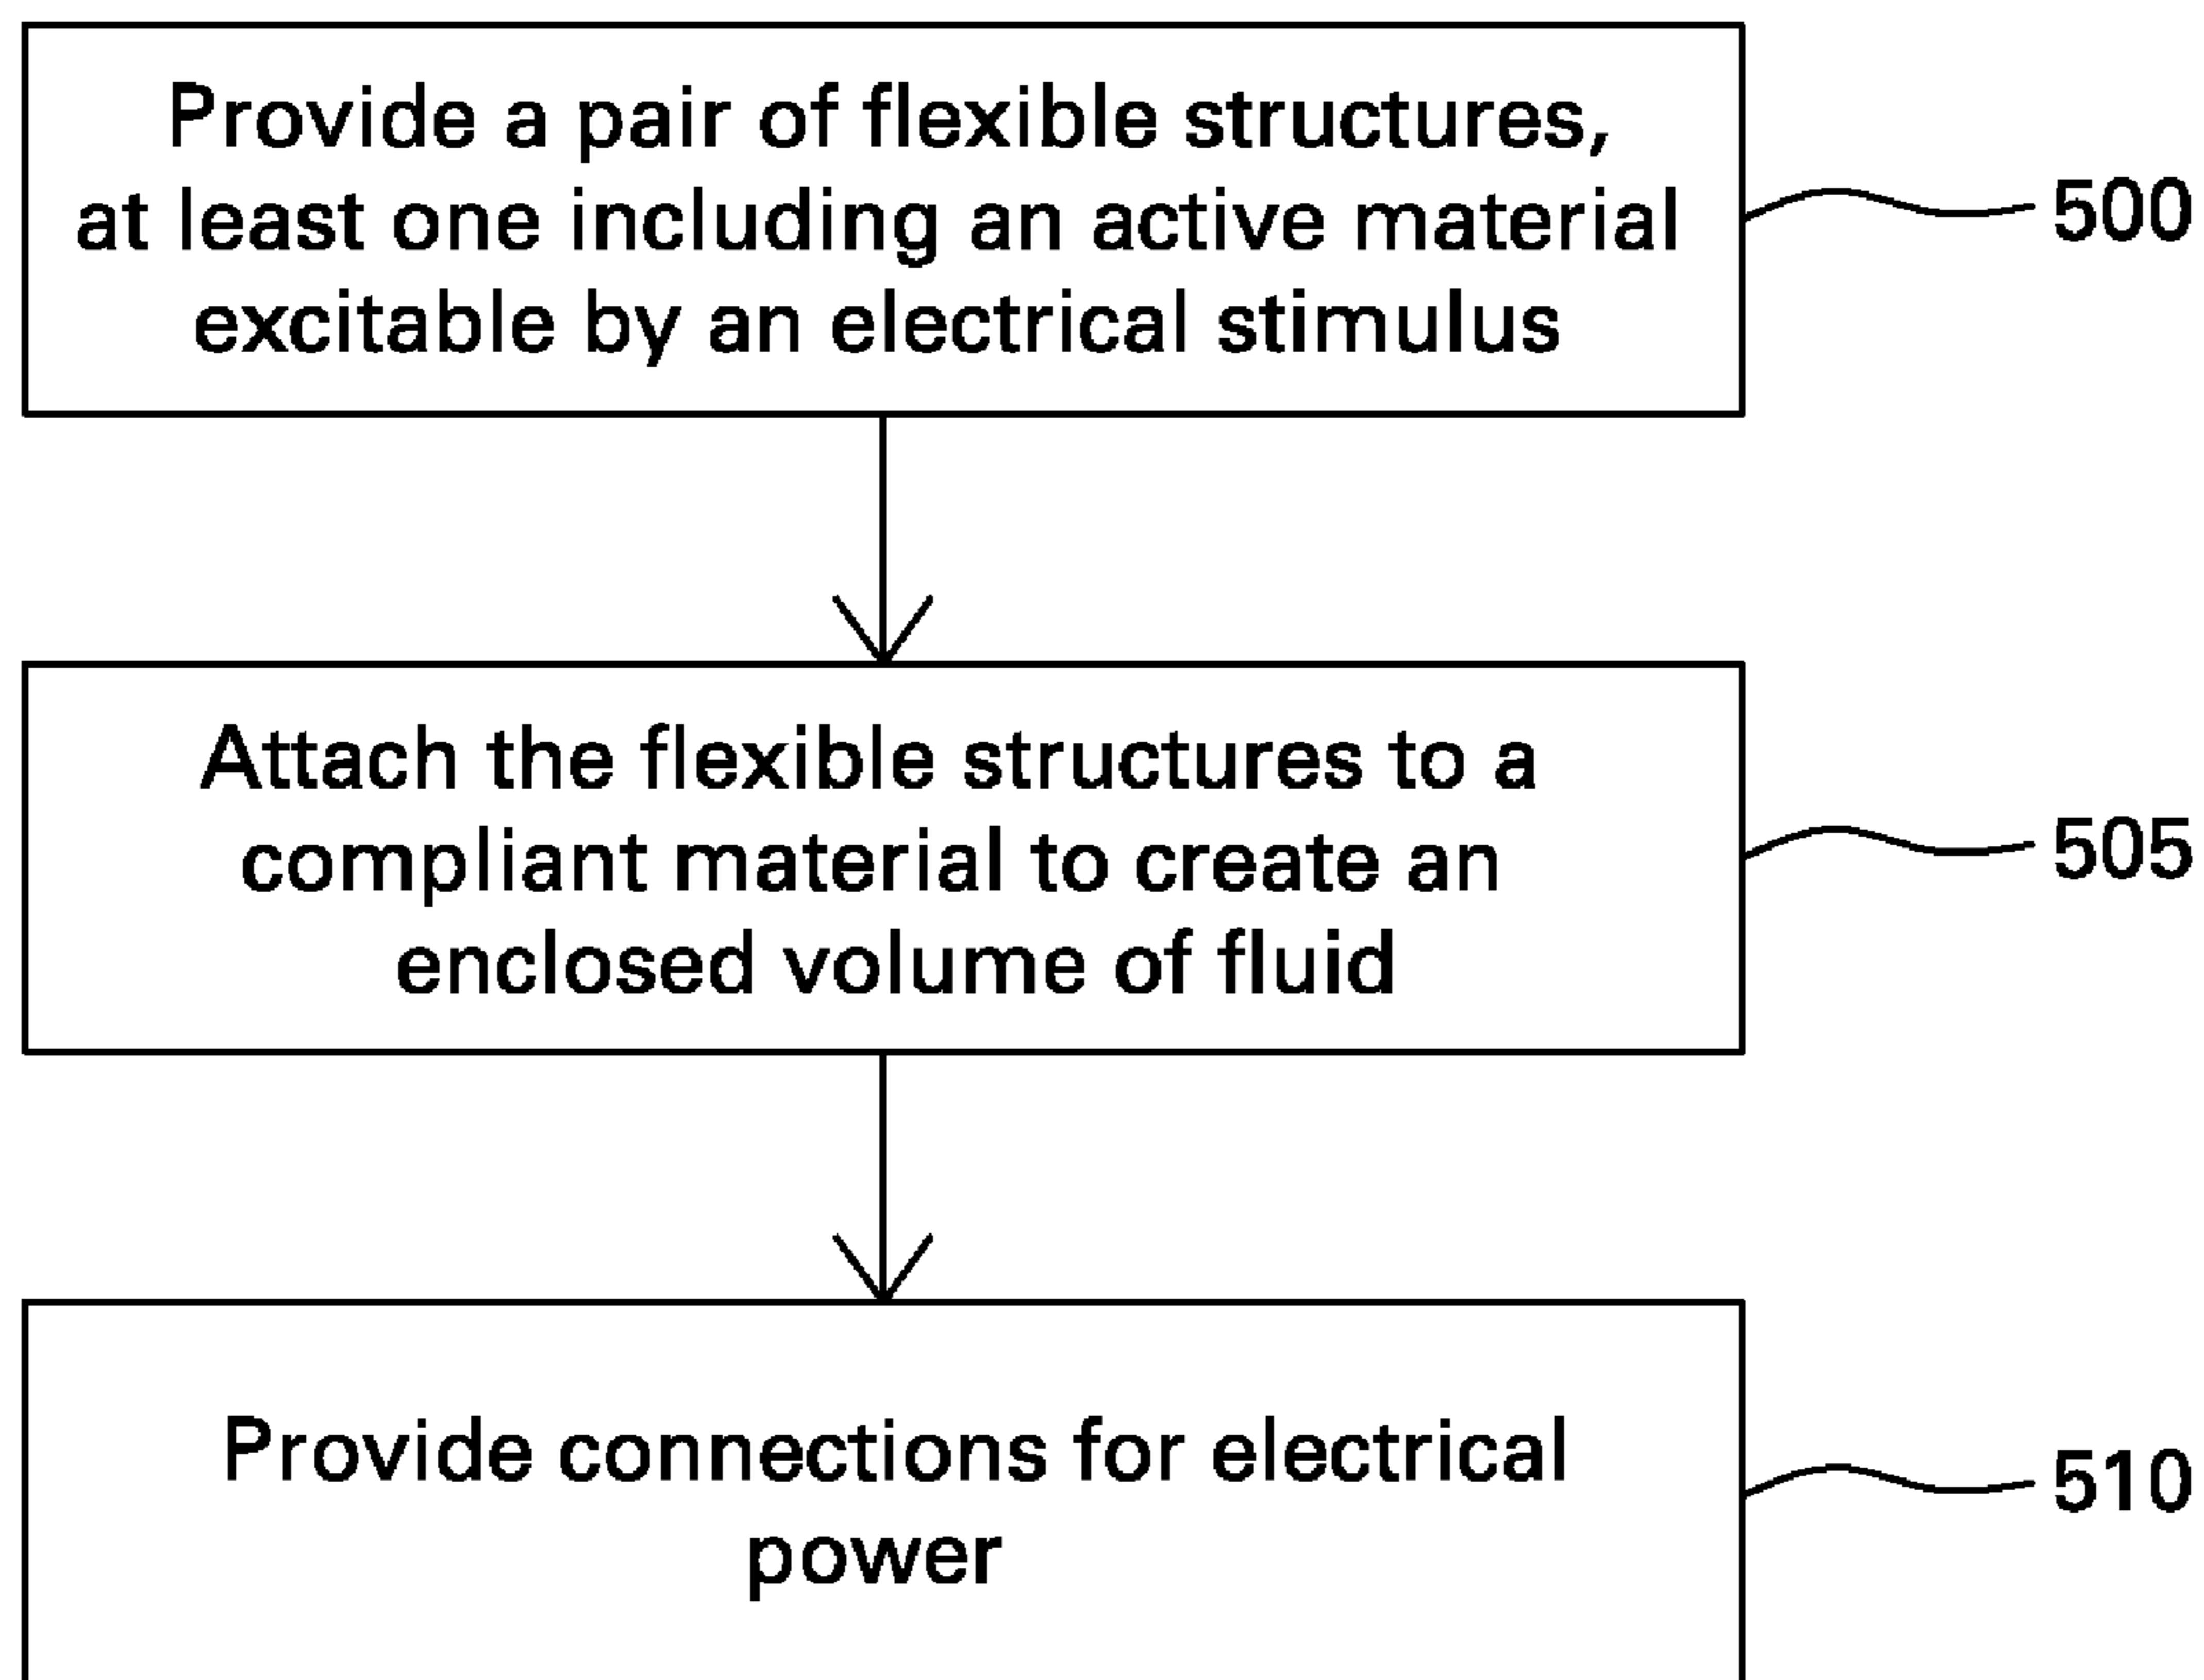 Provide a pair of flexible structures,
at least one including an active material
excitable by an electrical stimulus
500
Attach the flexible structures to a
compliant material to create an
enclosed volume of fluid
505
Provide connections for electrical
power
510